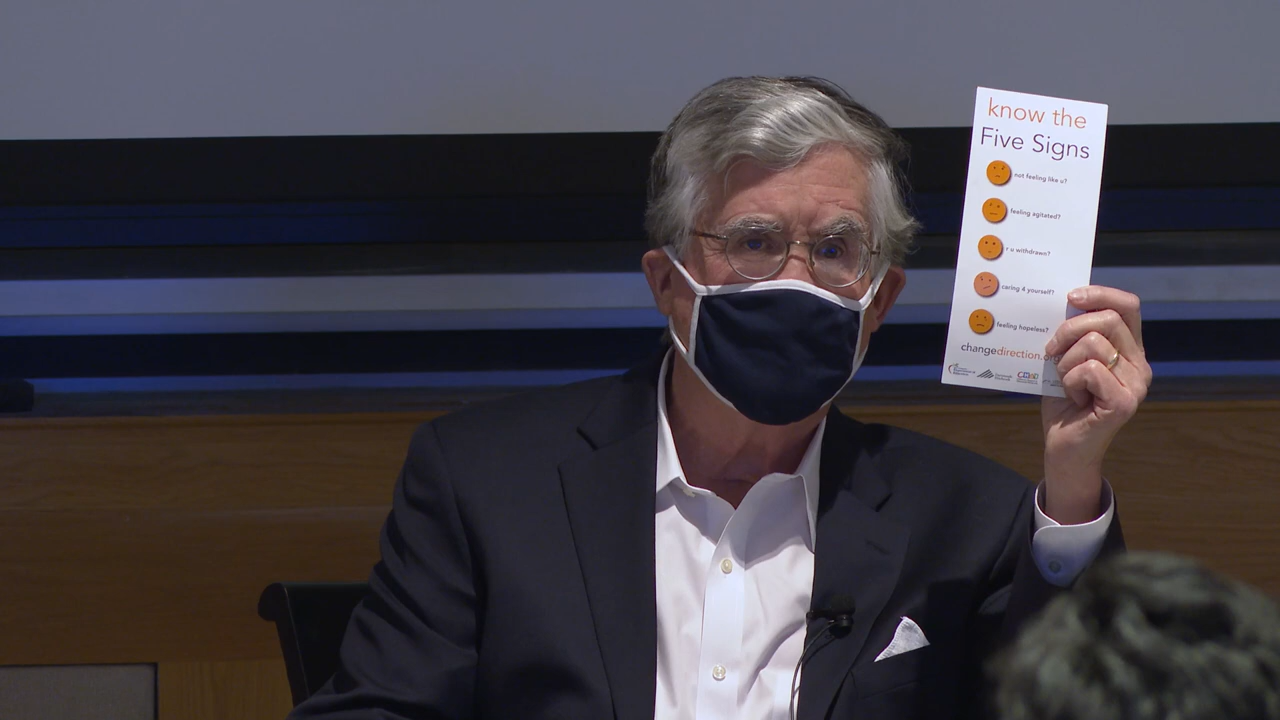 know the
Five Signs
not feeling like u?
feeling agitated?
r u withdrawn?
caring 4 yourself?
feeling hopeless?
changedirection.org